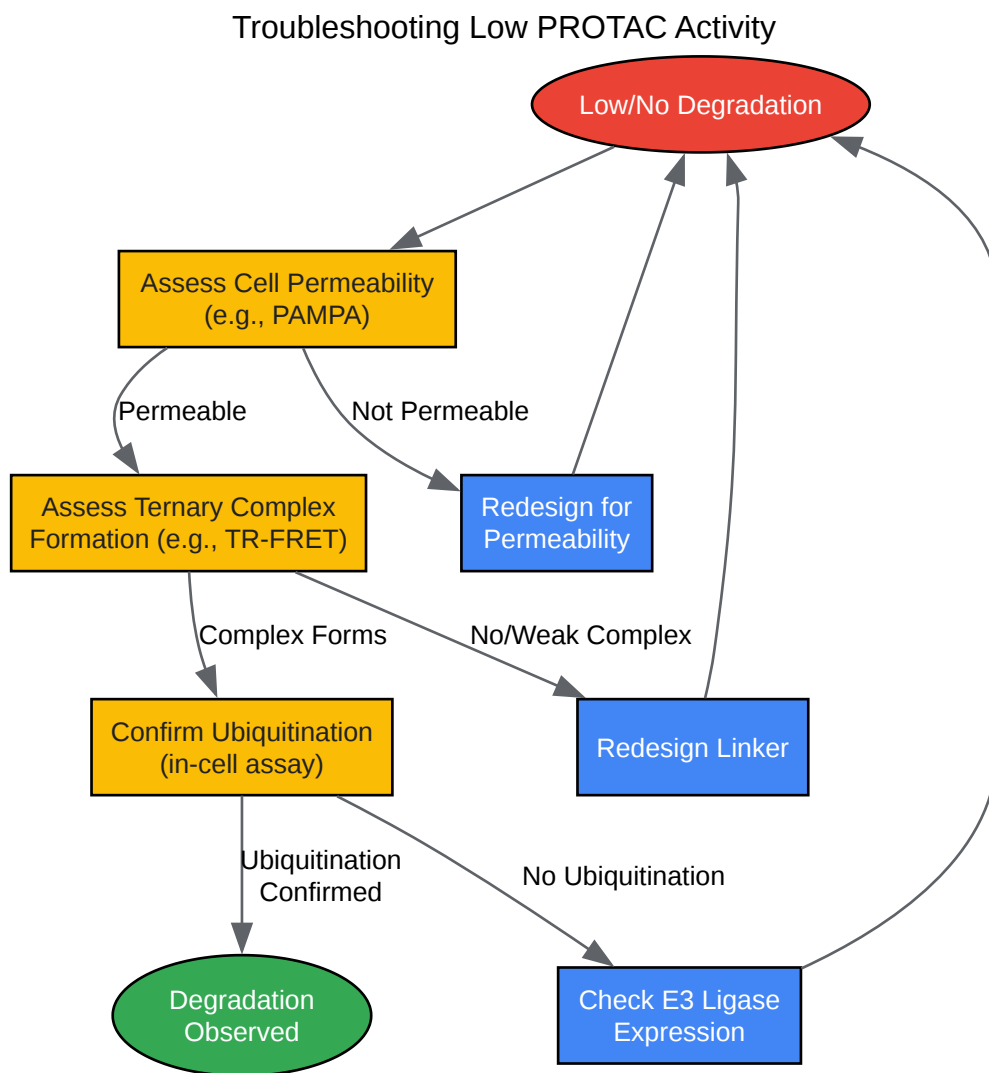 Troubleshooting Low PROTAC Activity
Low/No Degradation
Assess Cell Permeability
(e.g., PAMPA)
Permeable
Not Permeable
Assess Ternary Complex
Formation (e.g., TR-FRET)
Redesign for
Permeability
Complex Forms
No/Weak Complex
Confirm Ubiquitination
(in-cell assay)
Redesign Linker
Ubiquitination
Confirmed
No Ubiquitination
Degradation
Observed
Check E3 Ligase
Expression